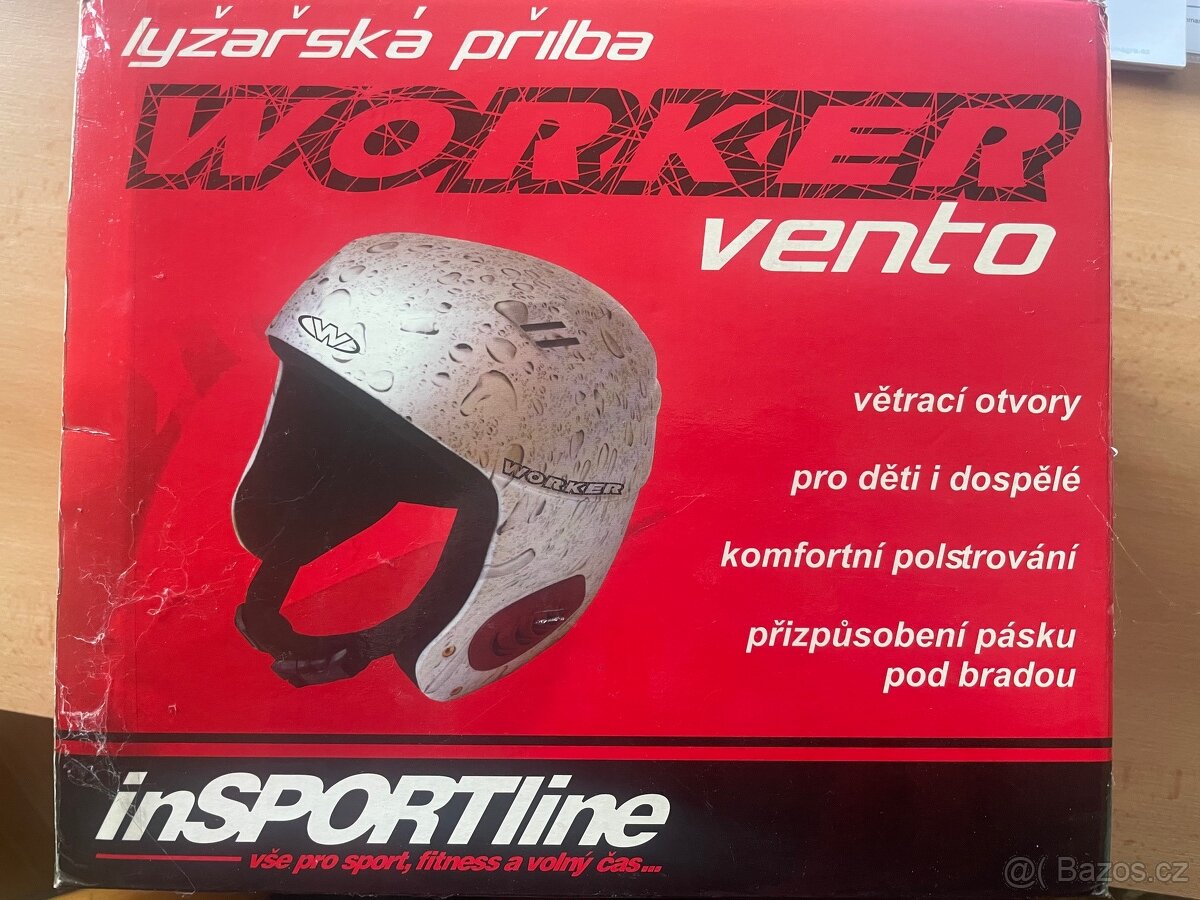 lyžařská přilba
WORKER
vento
W
WORKER
větrací otvory
pro děti i dospělé
komfortní polstrování
přizpůsobení pásku
pod bradou
inSPORTline
vše pro sport, fitness a volný čas...
@( Bazos.cz